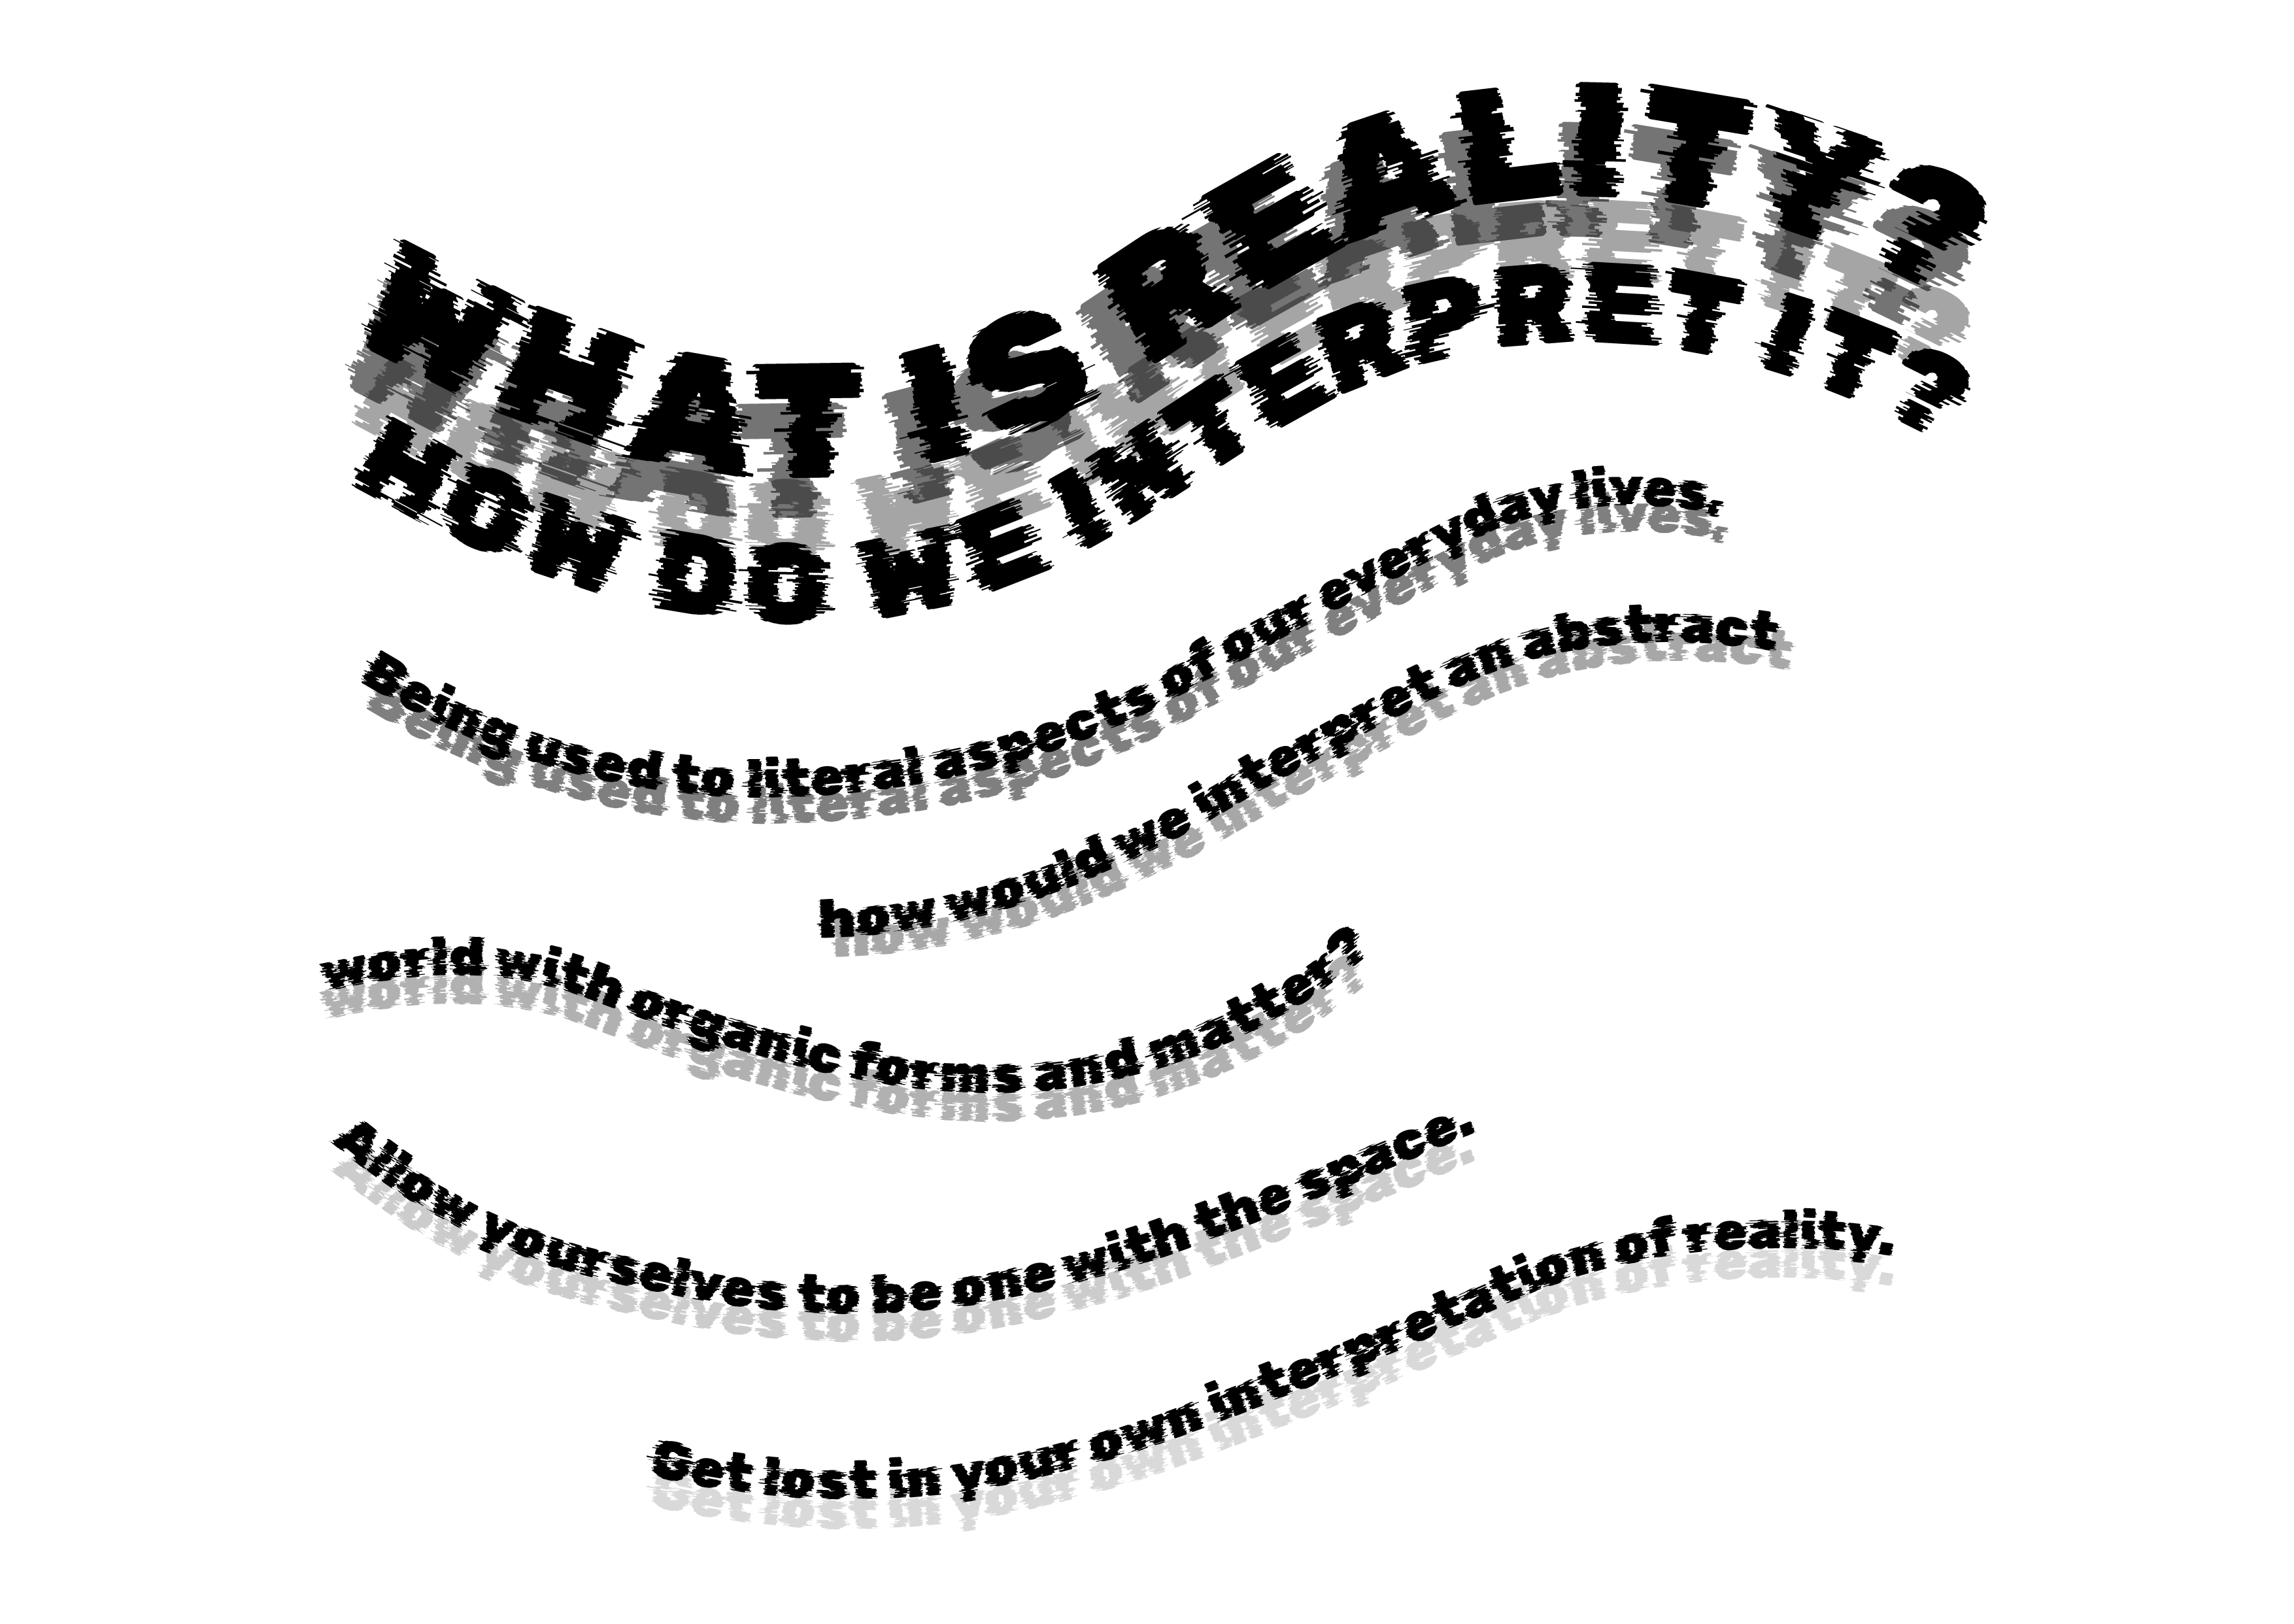 WHAT IS REALITY?
HOW DO WE INTERPRET IT?
Being used to literal aspects of our everyday lives,
how would we interpret an abstract
world with organic forms and matter?
Allow yourselves to be one with the space.
Get lost in your own interpretation of reality.